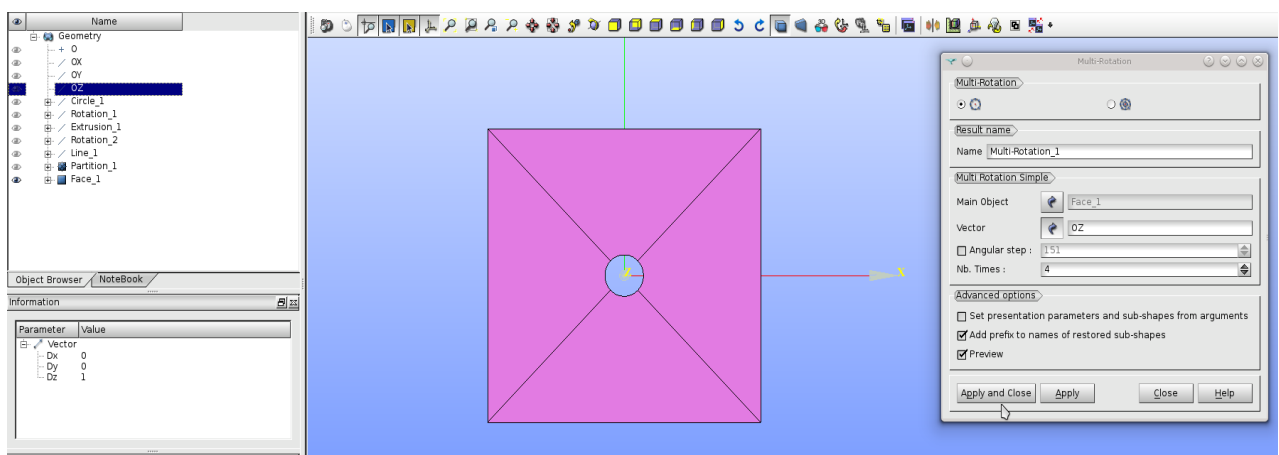 Name
Geometry
O
OX
OY
OZ
Circle_1
Rotation_1
Extrusion_1
Rotation_2
Line_1
Partition_1
Face_1
Object Browser NoteBook
Information
Parameter Value
Vector
Dx 0
Dy 0
Dz 1
Z
X
Multi-Rotation
Multi-Rotation
Result name
Name Multi-Rotation_1
Multi Rotation Simple
Main Object Face_1
Vector OZ
Angular step : 151
Nb. Times : 4
Advanced options
Set presentation parameters and sub-shapes from arguments
Add prefix to names of restored sub-shapes
Preview
Apply and Close Apply Close Help